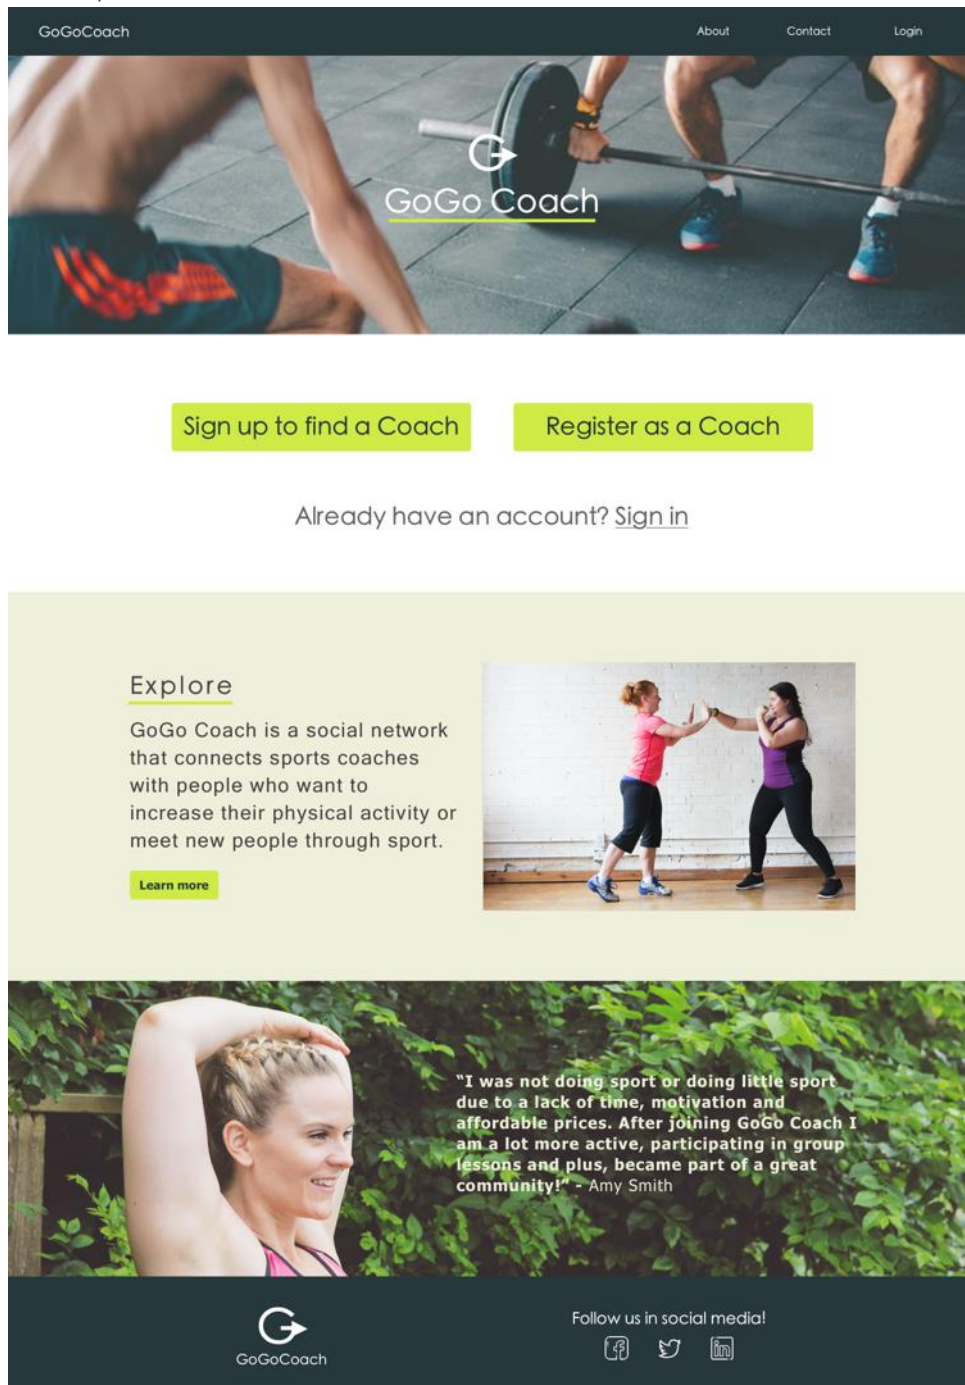 GoGoCoach
About Contact Login
GoGo Coach
Sign up to find a Coach
Register as a Coach
Already have an account? Sign in
Explore
GoGo Coach is a social network
that connects sports coaches
with people who want to
increase their physical activity or
meet new people through sport.
Learn more
“I was not doing sport or doing little sport
due to a lack of time, motivation and
affordable prices. After joining GoGo Coach I
am a lot more active, participating in group
lessons and plus, became part of a great
community!” - Amy Smith
GoGoCoach
Follow us in social media!